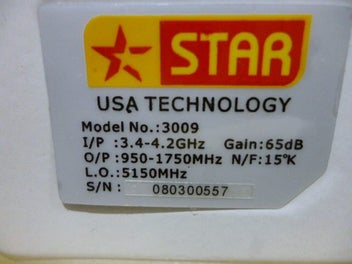 STAR
USA TECHNOLOGY
Model No.:3009
I/P :3.4-4.2GHz Gain:65dB
O/P :950-1750MHz N/F:15°K
L.O.:5150MHz
S/N : 080300557